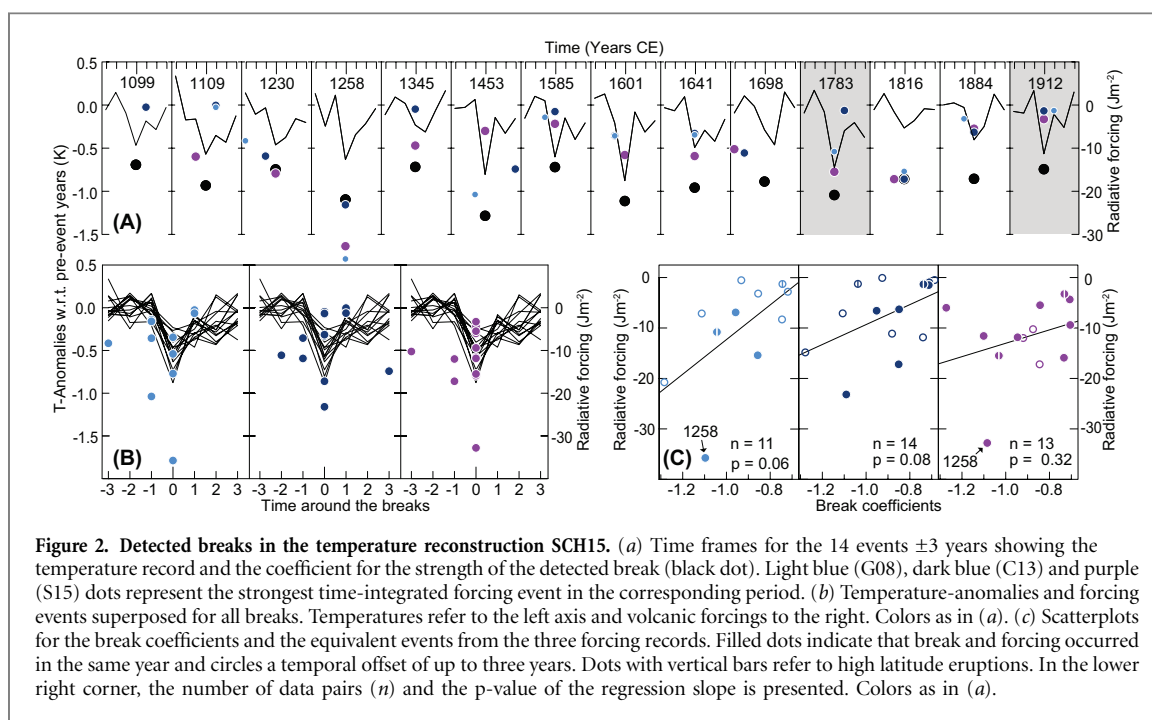 Time (Years CE)
0.5 0.0 -0.5 -1.0 -1.5
1099 1109 1230 1258 1345 1453 1585 1601 1641 1698 1783 1816 1884 1912
0 -10 -20 -30
Radiative forcing (Jm⁻²)
(A)
T-Anomalies w.r.t. pre-event years (K)
0.5 0.0 -0.5 -1.0 -1.5
0 -10 -20 -30
Radiative forcing (Jm⁻²)
(B)
-3 -2 -1 0 1 2 3 -3 -2 -1 0 1 2 3 -3 -2 -1 0 1 2 3
Time around the breaks
Radiative forcing (Jm⁻²)
0 -10 -20 -30
1258
(C)
n = 11
p = 0.06
n = 14
p = 0.08
1258
n = 13
p = 0.32
0 -10 -20 -30
Radiative forcing (Jm⁻²)
-1.2 -0.8 -1.2 -0.8 -1.2 -0.8
Break coefficients
Figure 2. Detected breaks in the temperature reconstruction SCH15. (a) Time frames for the 14 events ±3 years showing the
temperature record and the coefficient for the strength of the detected break (black dot). Light blue (G08), dark blue (C13) and purple
(S15) dots represent the strongest time-integrated forcing event in the corresponding period. (b) Temperature-anomalies and forcing
events superposed for all breaks. Temperatures refer to the left axis and volcanic forcings to the right. Colors as in (a). (c) Scatterplots
for the break coefficients and the equivalent events from the three forcing records. Filled dots indicate that break and forcing occurred
in the same year and circles a temporal offset of up to three years. Dots with vertical bars refer to high latitude eruptions. In the lower
right corner, the number of data pairs (n) and the p-value of the regression slope is presented. Colors as in (a).